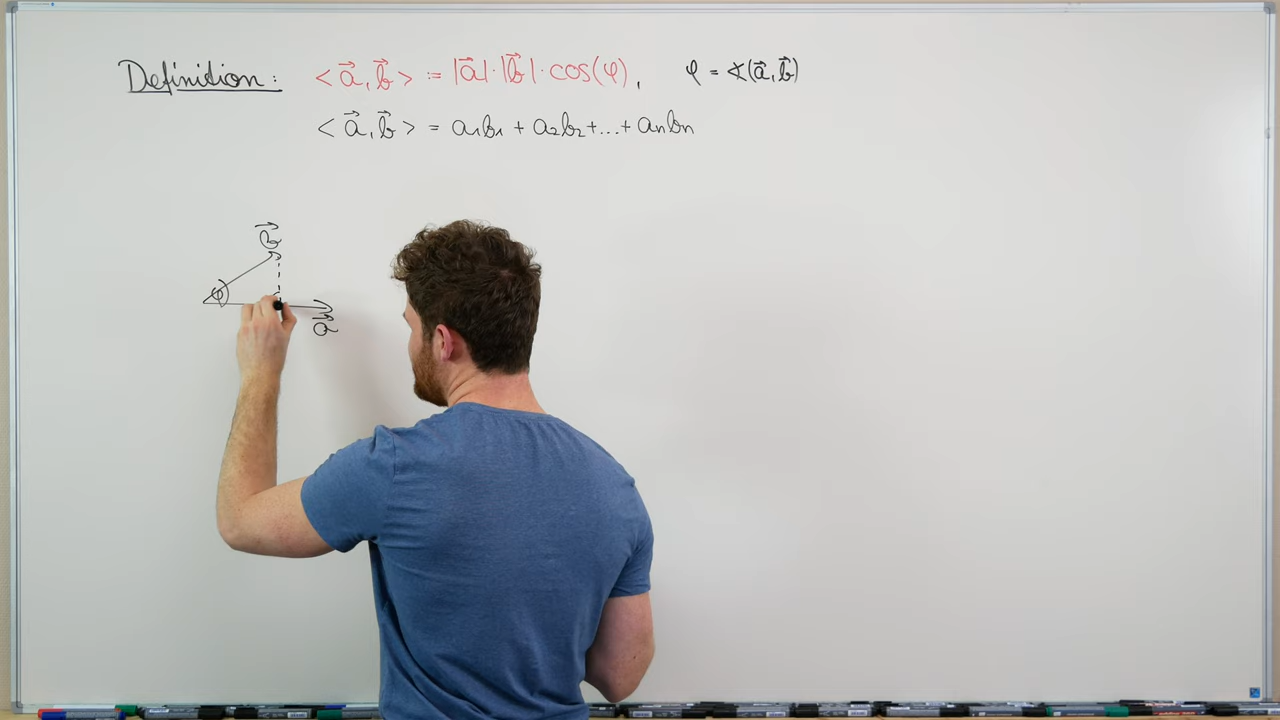 Definition: < a⃗, b⃗ > := |a⃗| · |b⃗| · cos(φ), φ = ∢(a⃗, b⃗)
< a⃗, b⃗ > = a₁b₁ + a₂b₂ + ... + aₙbₙ
b⃗
φ
a⃗